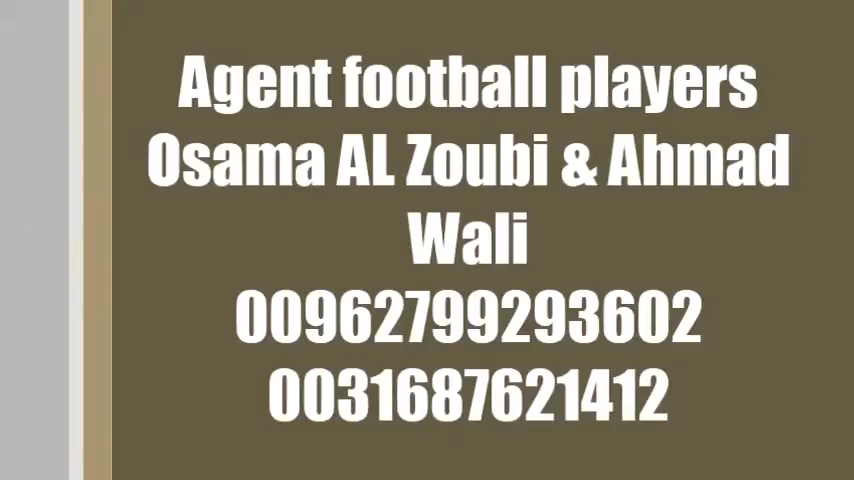 Agent football players
Osama AL Zoubi & Ahmad
Wali
00962799293602
0031687621412